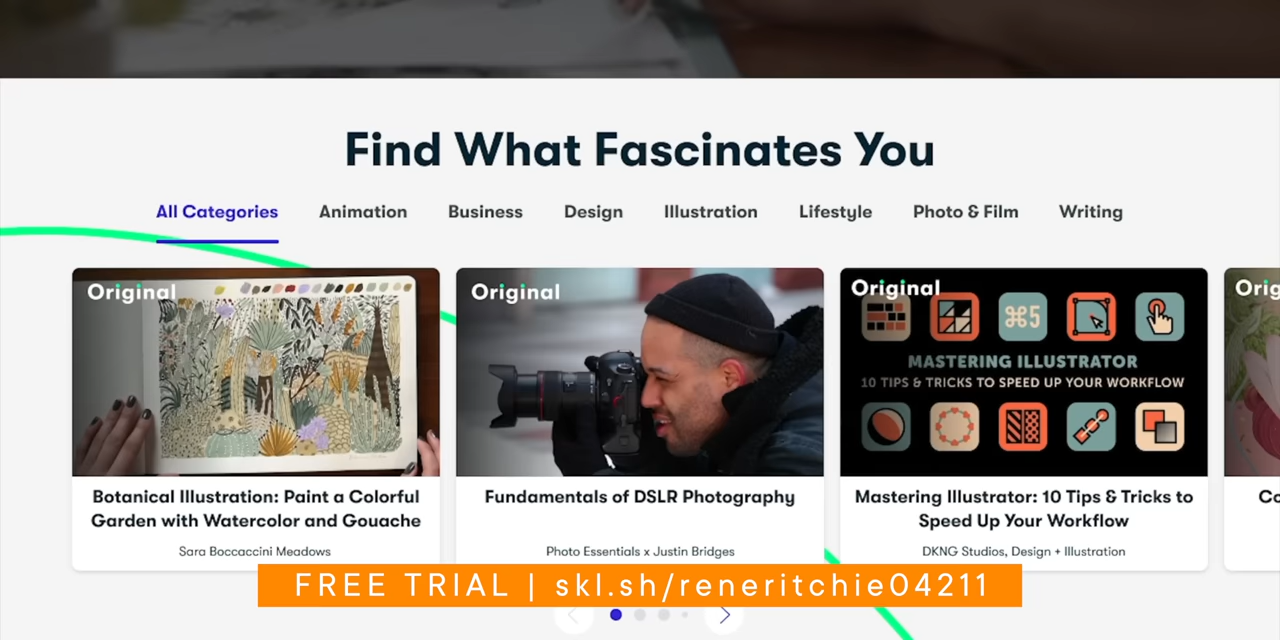 Find What Fascinates You
All Categories Animation Business Design Illustration Lifestyle Photo & Film Writing
Original
Original
Original
⌘5
MASTERING ILLUSTRATOR
10 TIPS & TRICKS TO SPEED UP YOUR WORKFLOW
Botanical Illustration: Paint a Colorful
Garden with Watercolor and Gouache
Sara Boccaccini Meadows
Fundamentals of DSLR Photography
Photo Essentials x Justin Bridges
Mastering Illustrator: 10 Tips & Tricks to
Speed Up Your Workflow
DKNG Studios, Design + Illustration
FREE TRIAL | skl.sh/reneritchie04211